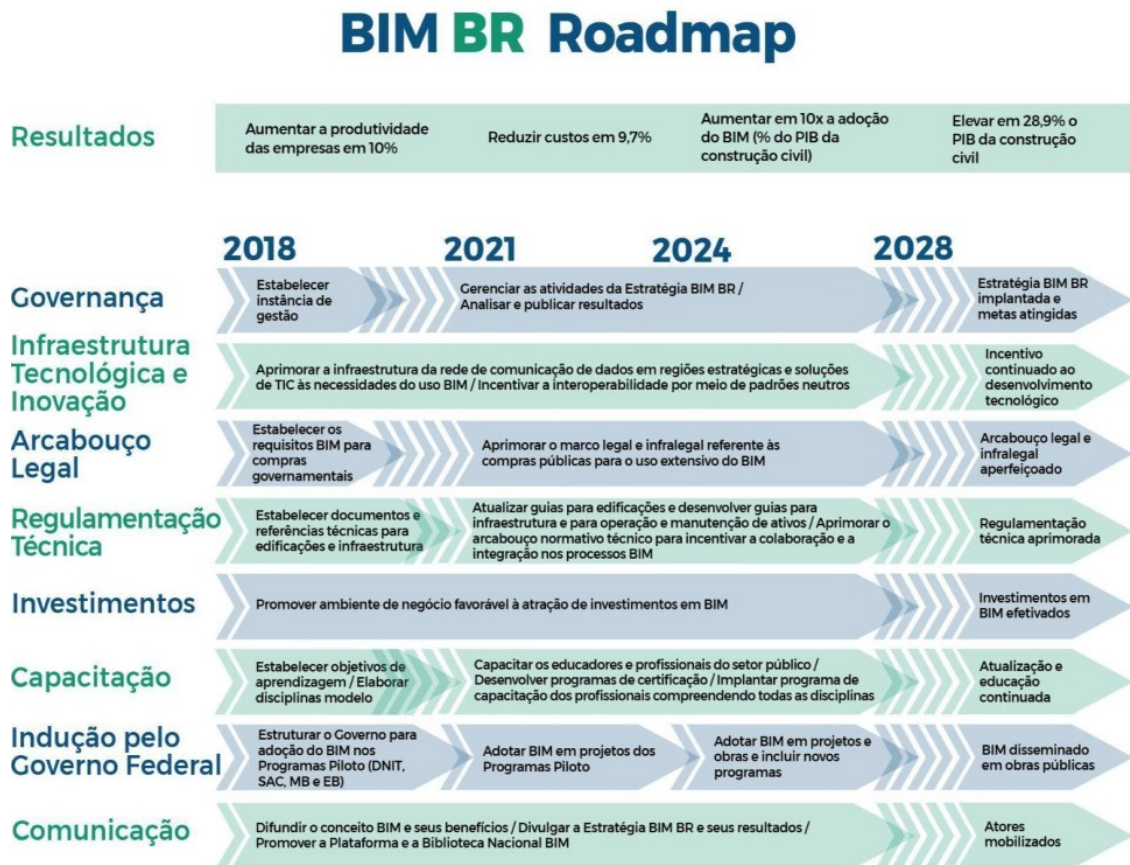 BIM BR Roadmap
Resultados
Aumentar a produtividade
das empresas em 10%
Reduzir custos em 9,7%
Aumentar em 10x a adoção
do BIM (% do PIB da
construção civil)
Elevar em 28,9% o
PIB da construção
civil
2018
2021
2024
2028
Governança
Estabelecer
instância de
gestão
Gerenciar as atividades da Estratégia BIM BR /
Analisar e publicar resultados
Estratégia BIM BR
implantada e
metas atingidas
Infraestrutura
Tecnológica e
Inovação
Aprimorar a infraestrutura da rede de comunicação de dados em regiões estratégicas e soluções
de TIC às necesidades do uso BIM / Incentivar a interoperabilidade por meio de padrões neutros
Incentivo
continuado ao
desenvolvimento
tecnológico
Arcabouço
Legal
Estabelecer os
requisitos BIM para
compras
governamentais
Aprimorar o marco legal e infralegal referente às
compras públicas para o uso extensivo do BIM
Arcabouço legal e
infralegal
aperfeiçoado
Regulamentação
Técnica
Estabelecer documentos e
referências técnicas para
edificações e infraestrutura
Atualizar guias para edificações e desenvolver guias para
infraestrutura e para operação e manutenção de ativos / Aprimorar o
arcabouço normativo técnico para incentivar a colaboração e a
integração nos processos BIM
Regulamentação
técnica aprimorada
Investimentos
Promover ambiente de negócio favorável à atração de investimentos em BIM
Investimentos em
BIM efetivados
Capacitação
Estabelecer objetivos de
aprendizagem / Elaborar
disciplinas modelo
Capacitar os educadores e profissionais do setor público /
Desenvolver programas de certificação / Implantar programa de
capacitação dos profissionais compreendendo todas as disciplinas
Atualização e
educação
continuada
Indução pelo
Governo Federal
Estruturar o Governo para
adoção do BIM nos
Programas Piloto (DNIT,
SAC, MB e EB)
Adotar BIM em projetos dos
Programas Piloto
Adotar BIM em projetos e
obras e incluir novos
programas
BIM disseminado
em obras públicas
Comunicação
Difundir o conceito BIM e seus benefícios / Divulgar a Estratégia BIM BR e seus resultados /
Promover a Plataforma e a Biblioteca Nacional BIM
Atores
mobilizados